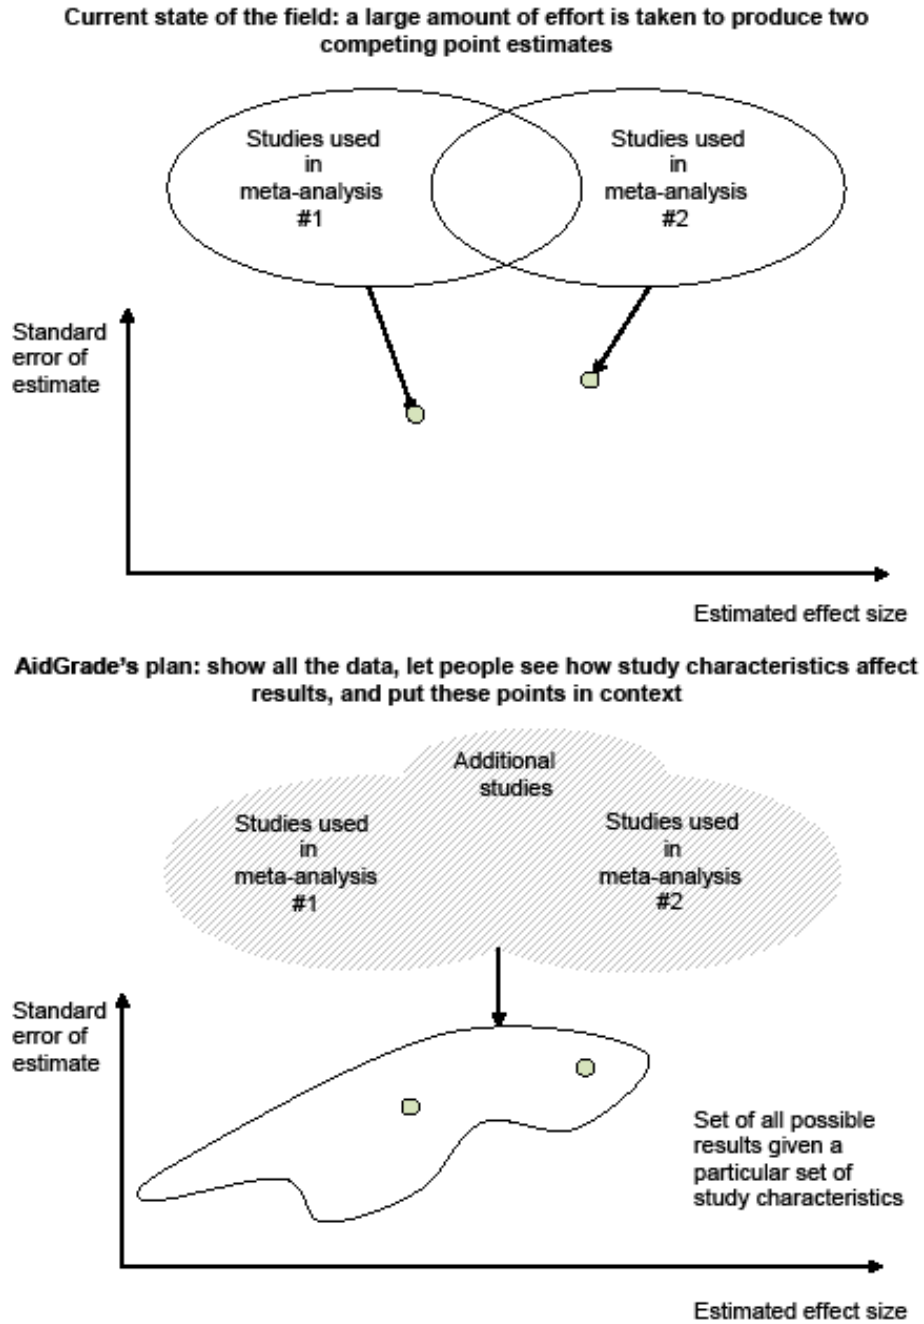 Current state of the field: a large amount of effort is taken to produce two
competing point estimates
Studies used
in
meta-analysis
#1
Studies used
in
meta-analysis
#2
Standard
error of
estimate
Estimated effect size
AidGrade's plan: show all the data, let people see how study characteristics affect
results, and put these points in context
Additional
studies
Studies used
in
meta-analysis
#1
Studies used
in
meta-analysis
#2
Standard
error of
estimate
Set of all possible
results given a
particular set of
study characteristics
Estimated effect size